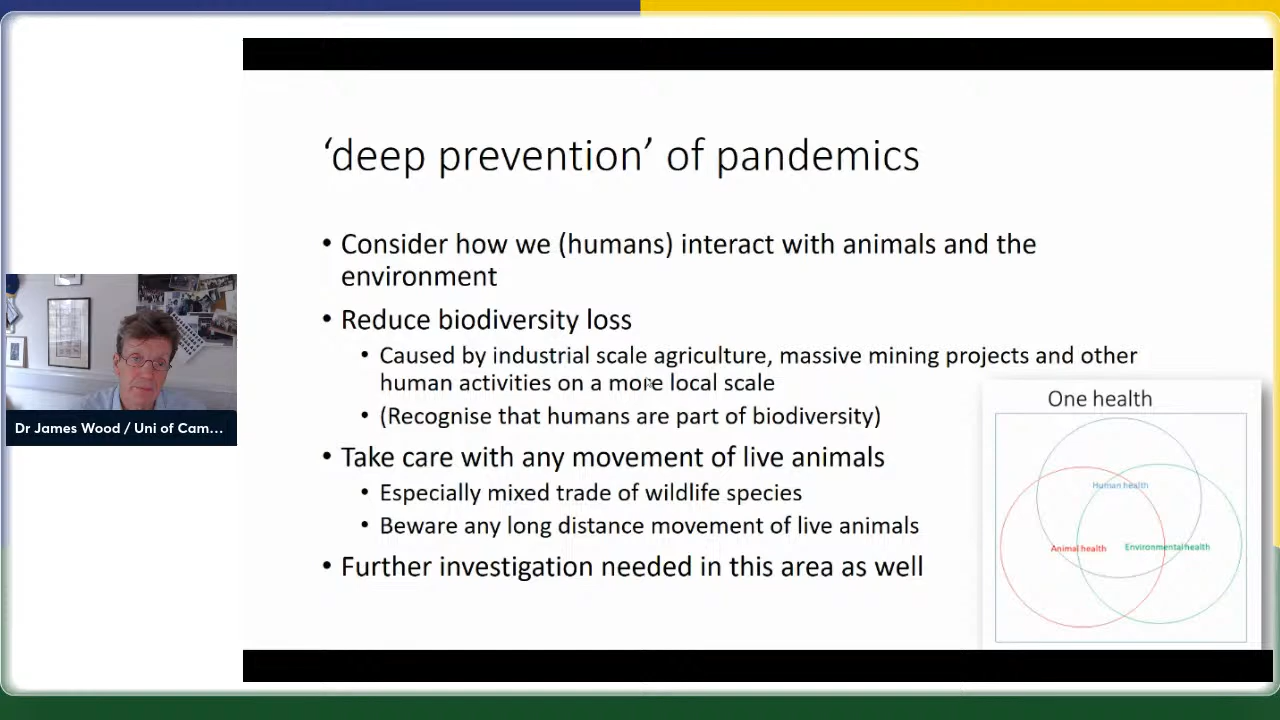 'deep prevention' of pandemics
• Consider how we (humans) interact with animals and the
environment
• Reduce biodiversity loss
• Caused by industrial scale agriculture, massive mining projects and other
human activities on a more local scale
• (Recognise that humans are part of biodiversity)
• Take care with any movement of live animals
• Especially mixed trade of wildlife species
• Beware any long distance movement of live animals
• Further investigation needed in this area as well
One health
Human health
Animal health
Environmental health
Dr James Wood / Uni of Cam...